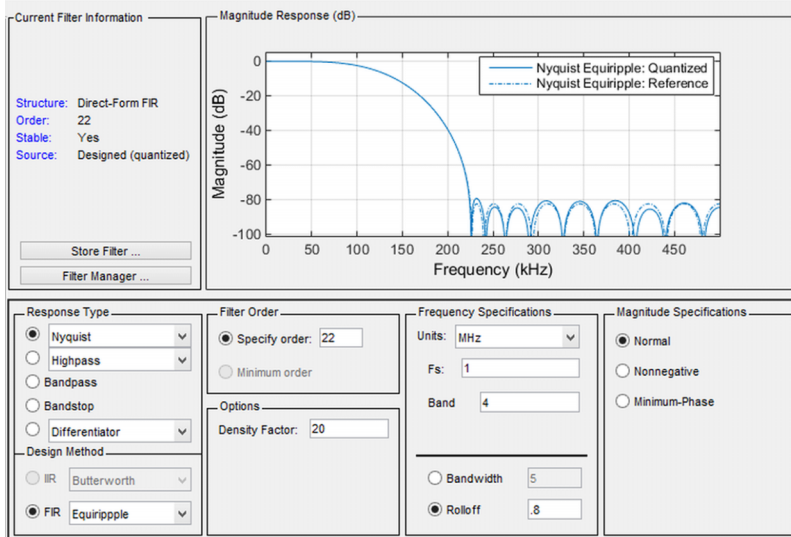 Current Filter Information
Structure: Direct-Form FIR
Order: 22
Stable: Yes
Source: Designed (quantized)
Store Filter ...
Filter Manager ...
Magnitude Response (dB)
Nyquist Equiripple: Quantized
Nyquist Equiripple: Reference
Magnitude (dB)
0
-20
-40
-60
-80
-100
0 50 100 150 200 250 300 350 400 450
Frequency (kHz)
Response Type
Nyquist
Highpass
Bandpass
Bandstop
Differentiator
Design Method
IIR Butterworth
FIR Equirippple
Filter Order
Specify order: 22
Minimum order
Options
Density Factor: 20
Frequency Specifications
Units: MHz
Fs: 1
Band 4
Bandwidth 5
Rolloff .8
Magnitude Specifications
Normal
Nonnegative
Minimum-Phase